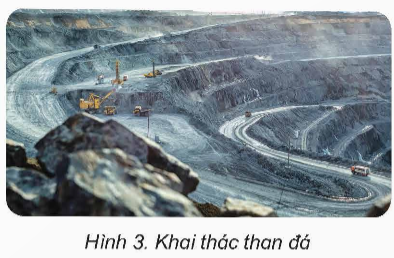 Hình 3. Khai thác than đá